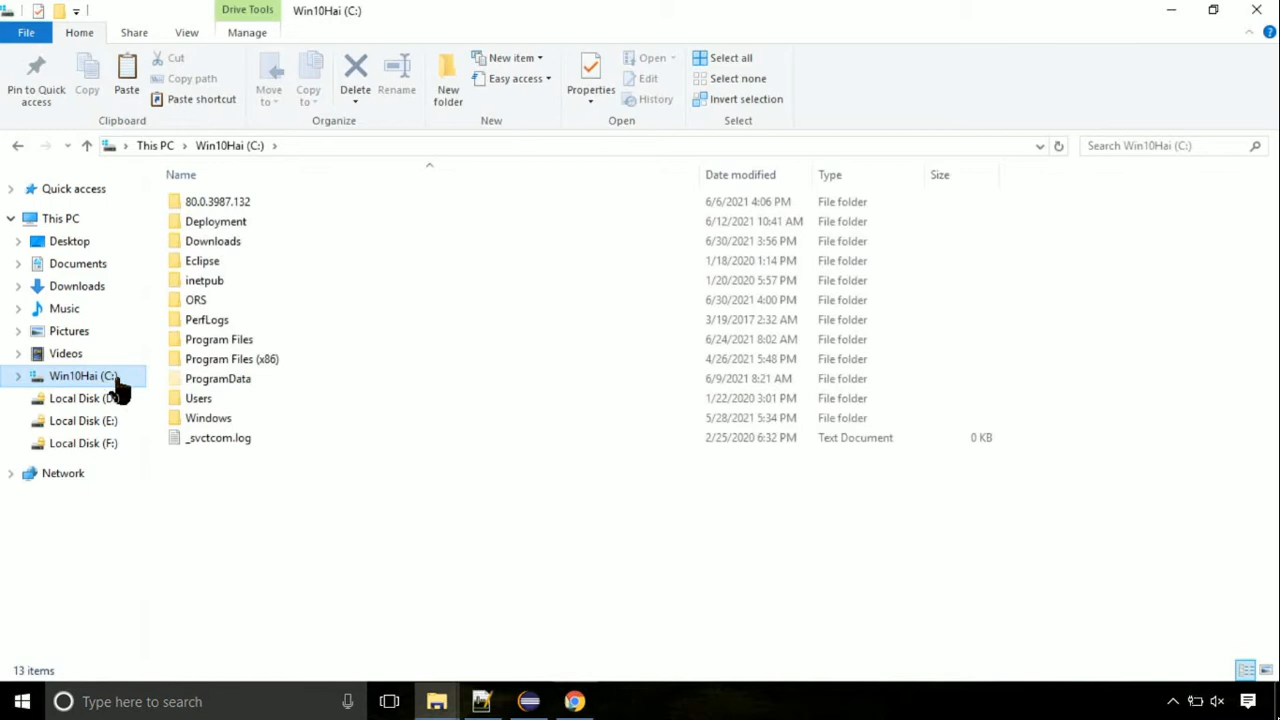 Drive Tools
Win10Hai (C:)
File
Home
Share
View
Manage
Pin to Quick access
Copy
Paste
Cut
Copy path
Paste shortcut
Clipboard
Move to
Copy to
Delete
Rename
Organize
New folder
New item
Easy access
New
Properties
Open
Edit
History
Open
Select all
Select none
Invert selection
Select
This PC > Win10Hai (C:) >
Search Win10Hai (C:)
Name Date modified Type Size
Quick access
This PC
Desktop
Documents
Downloads
Music
Pictures
Videos
Win10Hai (C:)
Local Disk (D
Local Disk (E:)
Local Disk (F:)
Network
80.0.3987.132 6/6/2021 4:06 PM File folder
Deployment 6/12/2021 10:41 AM File folder
Downloads 6/30/2021 3:56 PM File folder
Eclipse 1/18/2020 1:14 PM File folder
inetpub 1/20/2020 5:57 PM File folder
ORS 6/30/2021 4:00 PM File folder
PerfLogs 3/19/2017 2:32 AM File folder
Program Files 6/24/2021 8:02 AM File folder
Program Files (x86) 4/26/2021 5:48 PM File folder
ProgramData 6/9/2021 8:21 AM File folder
Users 1/22/2020 3:01 PM File folder
Windows 5/28/2021 5:34 PM File folder
_svctcom.log 2/25/2020 6:32 PM Text Document 0 KB
13 items
Type here to search